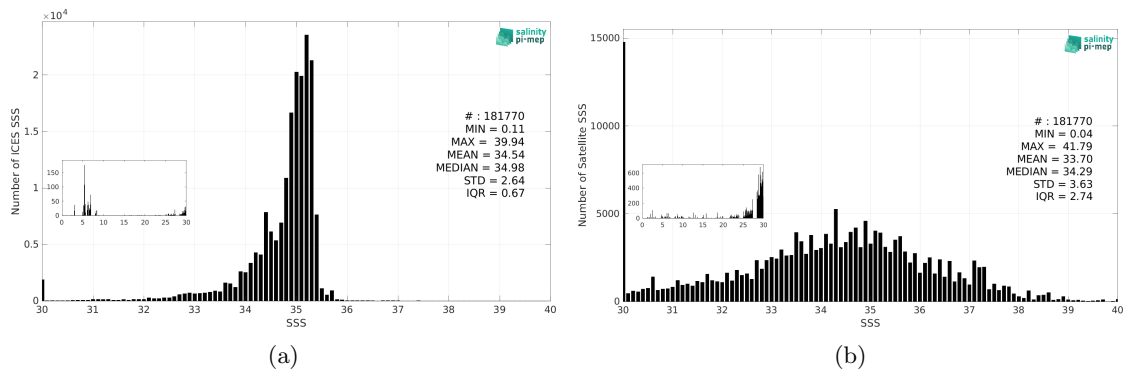 ×10⁴
salinity
pi-mep
2
1.5
1
0.5
0
Number of ICES SSS
# : 181770
MIN = 0.11
MAX = 39.94
MEAN = 34.54
MEDIAN = 34.98
STD = 2.64
IQR = 0.67
150
100
50
0
0 5 10 15 20 25 30
30 31 32 33 34 35 36 37 38 39 40
SSS
(a)
salinity
pi-mep
15000
10000
5000
0
Number of Satellite SSS
# : 181770
MIN = 0.04
MAX = 41.79
MEAN = 33.70
MEDIAN = 34.29
STD = 3.63
IQR = 2.74
600
400
200
0
0 5 10 15 20 25 30
30 31 32 33 34 35 36 37 38 39 40
SSS
(b)